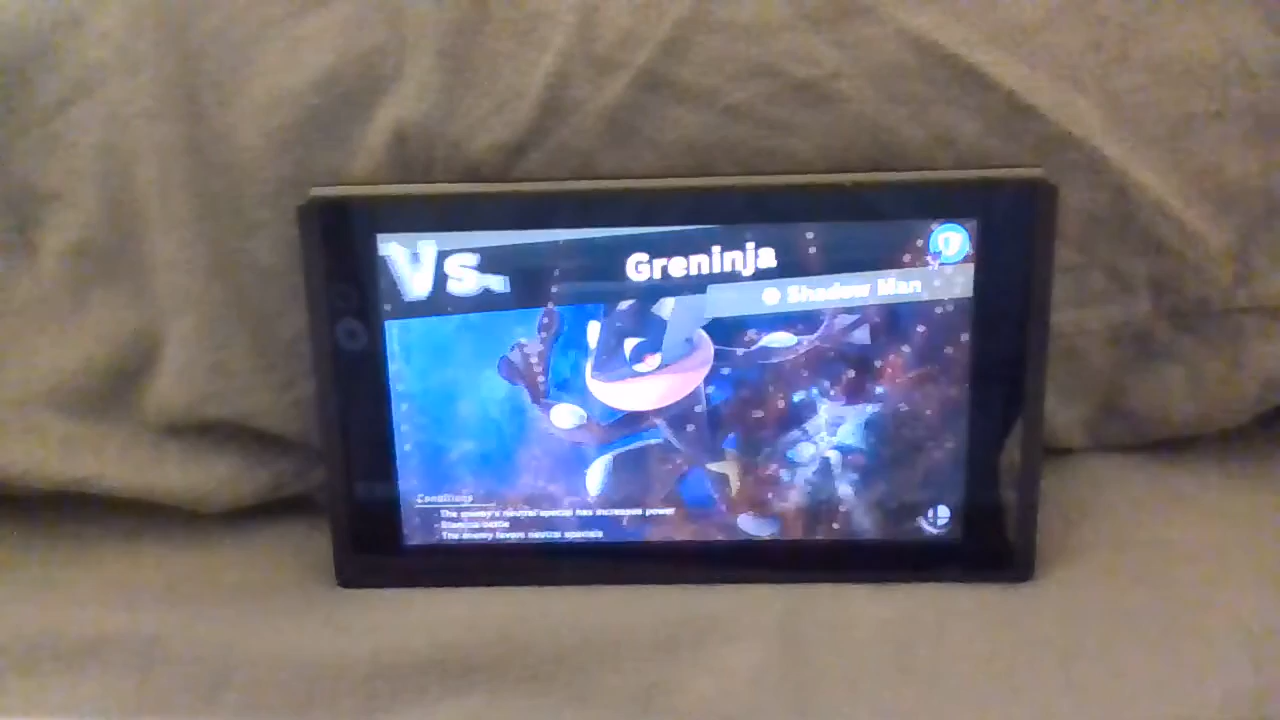 Vs.
Greninja
Shadow Man
Conditions
- The enemy's neutral special has increased power
- Stamina battle
- The enemy favors neutral specials